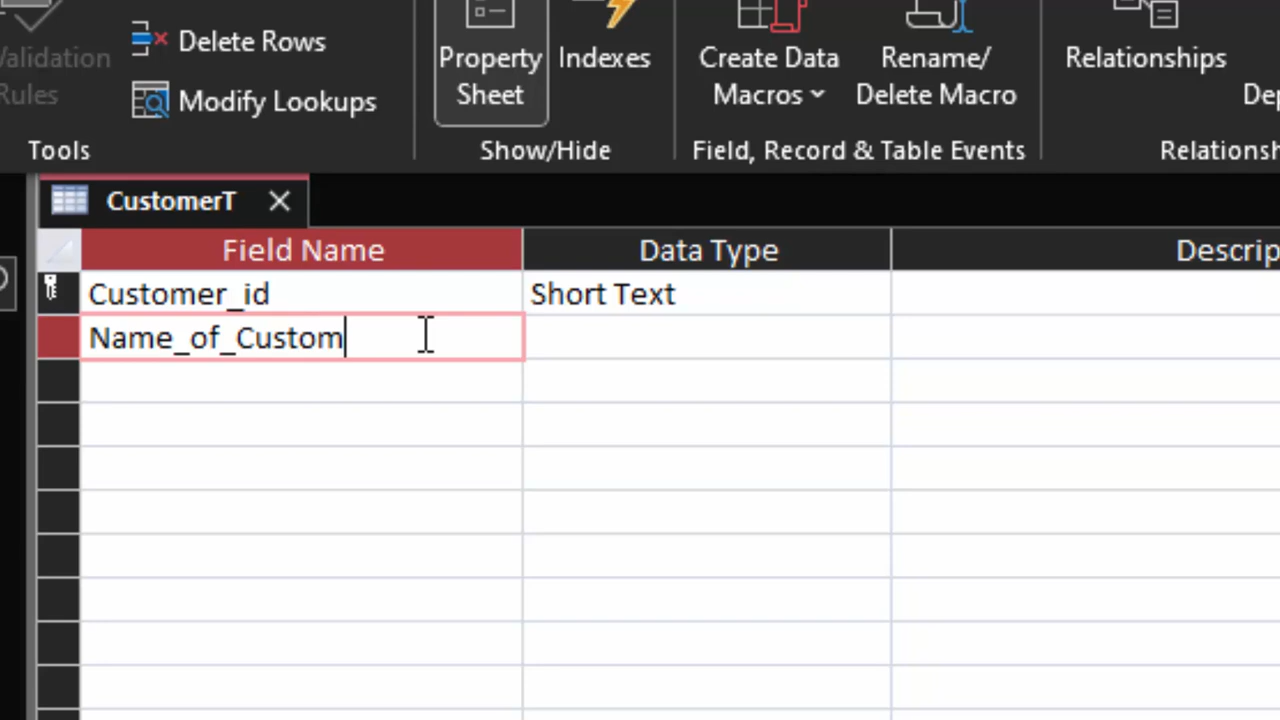 Validation
Rules
Delete Rows
Modify Lookups
Tools
Property
Sheet
Indexes
Show/Hide
Create Data
Macros
Rename/
Delete Macro
Field, Record & Table Events
Relationships
Dep
Relationsh
CustomerT
Field Name Data Type Descrip
Customer_id Short Text
Name_of_Custom